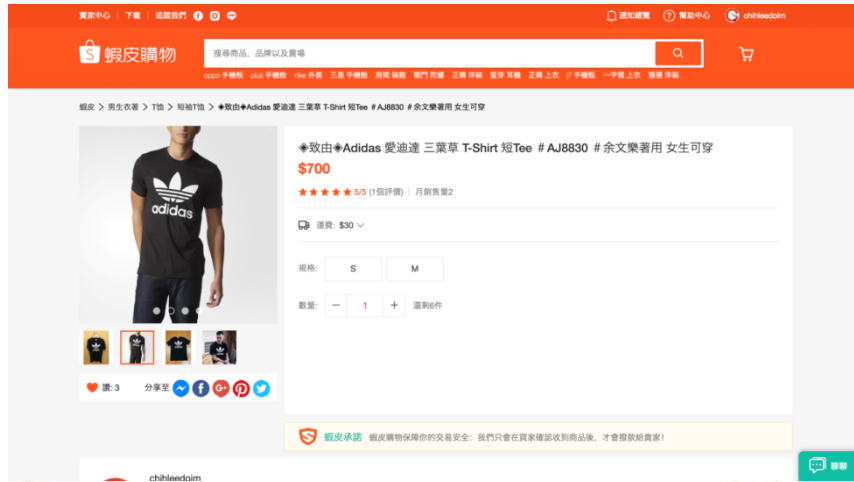 賣家中心 | 下載 | 追蹤我們
通知總覽 幫助中心 chihleedoim
蝦皮購物
搜尋商品、品牌以及賣場
oppo 手機殼 plus 手機殼 nike 外套 三星 手機殼 房間 裝飾 戰鬥 陀螺 正韓 洋裝 藍芽 耳機 正韓 上衣 j7 手機殼 一字領 上衣 婚禮 洋裝
蝦皮 > 男生衣著 > T恤 > 短袖T恤 > ◈致由◈Adidas 愛迪達 三葉草 T-Shirt 短Tee #AJ8830 #余文樂著用 女生可穿
◈致由◈Adidas 愛迪達 三葉草 T-Shirt 短Tee #AJ8830 #余文樂著用 女生可穿
$700
5/5 (1個評價) | 月銷售量2
運費: $30
規格: S M
數量: − 1 + 還剩6件
adidas
讚: 3 分享至
蝦皮承諾 蝦皮購物保障你的交易安全: 我們只會在買家確認收到商品後, 才會撥款給賣家!
聊聊
chihleedoim